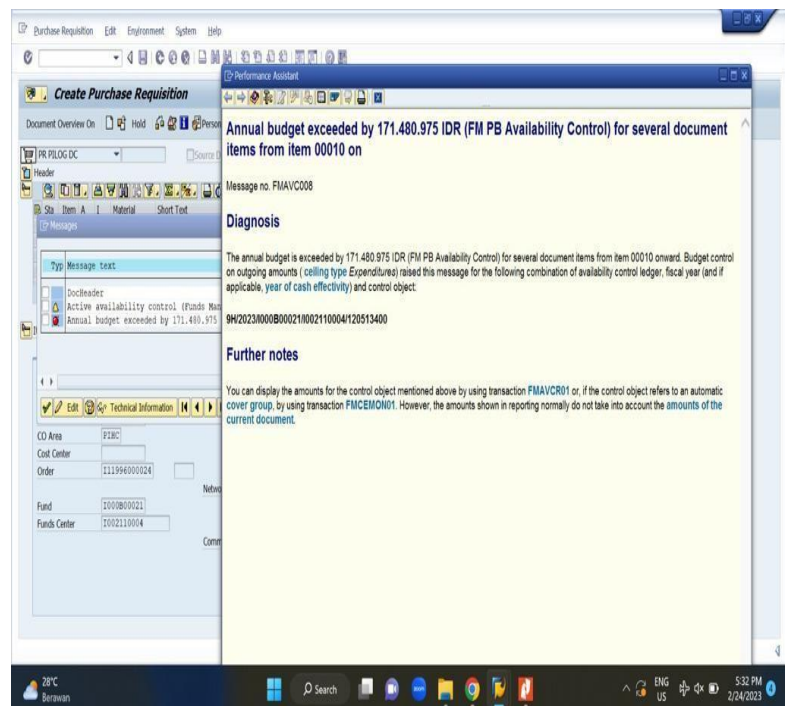 Purchase Requisition Edit Environment System Help
Create Purchase Requisition
Document Overview On Hold Person
PR PILOG DC Source D
Header
Sta Item A I Material Short Text
Messages
Typ Message text
DocHeader
Active availability control (Funds Man
Annual budget exceeded by 171.480.975
Edit Technical Information
CO Area PIHC
Cost Center
Order I11996000024
Netwo
Fund I000B00021
Funds Center I002110004
Comm
Performance Assistant
Annual budget exceeded by 171.480.975 IDR (FM PB Availability Control) for several document
items from item 00010 on
Message no. FMAVC008
Diagnosis
The annual budget is exceeded by 171.480.975 IDR (FM PB Availability Control) for several document items from item 00010 onward. Budget control
on outgoing amounts ( ceiling type Expenditures) raised this message for the following combination of availability control ledger, fiscal year (and if
applicable, year of cash effectivity) and control object:
9H/2023/I000B00021/I002110004/120513400
Further notes
You can display the amounts for the control object mentioned above by using transaction FMAVCR01 or, if the control object refers to an automatic
cover group, by using transaction FMCEMON01. However, the amounts shown in reporting normally do not take into account the amounts of the
current document.
28°C
Berawan
Search
ENG
US
5:32 PM
2/24/2023